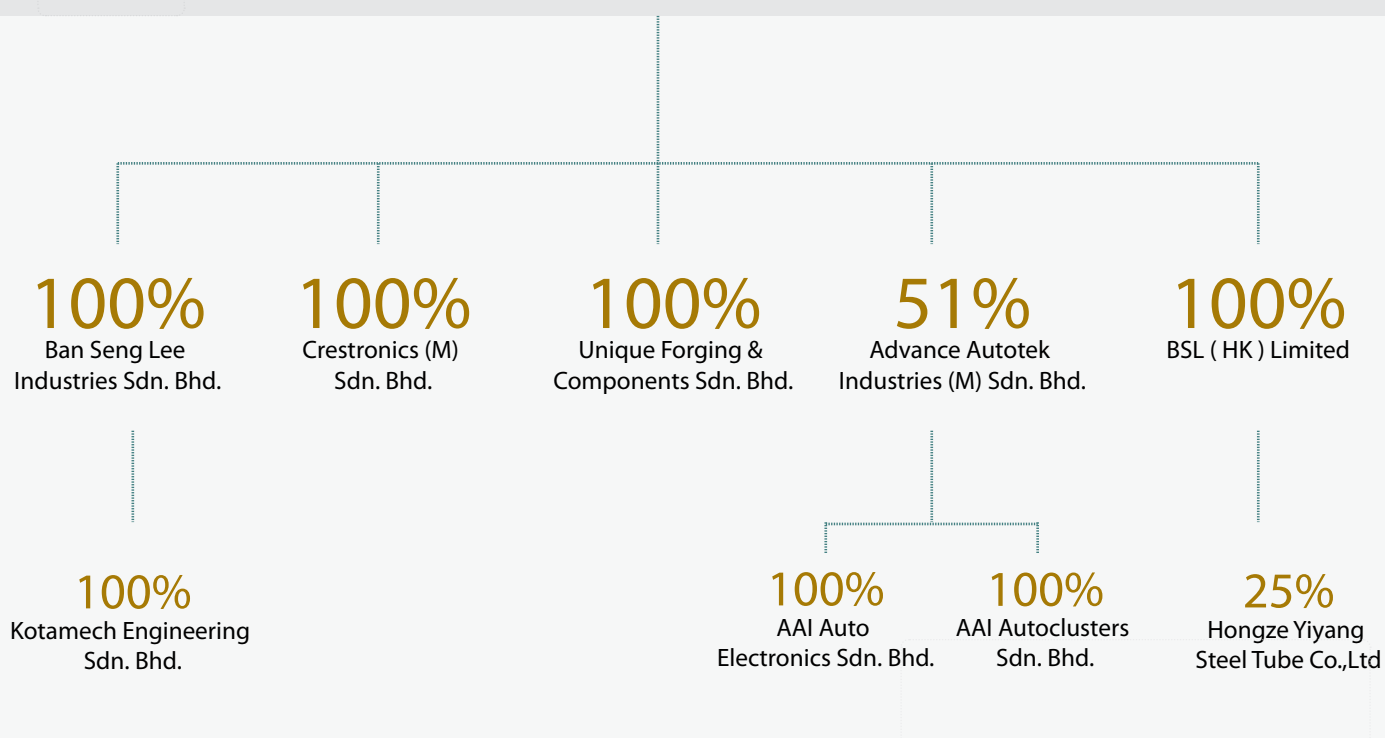 100%
Ban Seng Lee
Industries Sdn. Bhd.
100%
Crestronics (M)
Sdn. Bhd.
100%
Unique Forging &
Components Sdn. Bhd.
51%
Advance Autotek
Industries (M) Sdn. Bhd.
100%
BSL ( HK ) Limited
100%
Kotamech Engineering
Sdn. Bhd.
100%
AAI Auto
Electronics Sdn. Bhd.
100%
AAI Autoclusters
Sdn. Bhd.
25%
Hongze Yiyang
Steel Tube Co.,Ltd